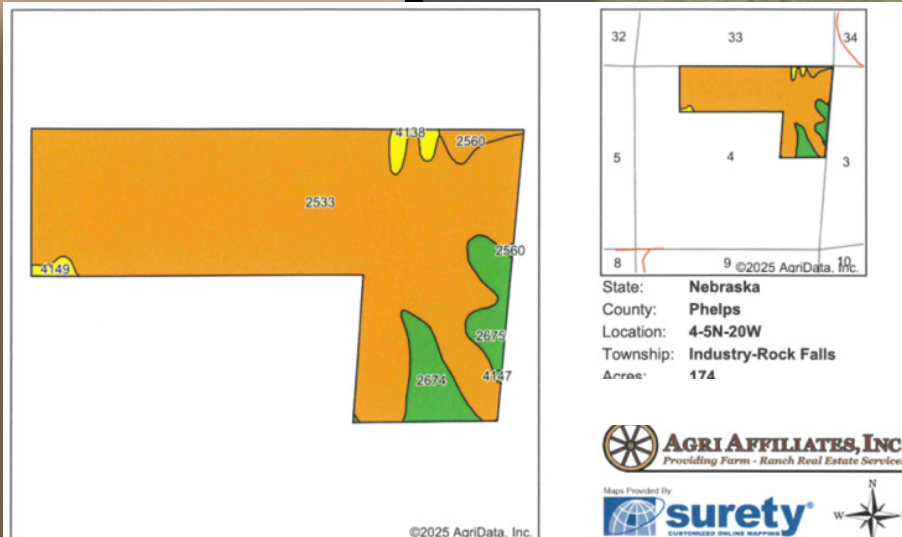 4138
2560
2533
2560
4149
2675
4147
2674
©2025 AgriData, Inc.
32
33
34
5
4
3
8
9
©2025 AgriData, Inc.
10
State: Nebraska
County: Phelps
Location: 4-5N-20W
Township: Industry-Rock Falls
Acres: 174
AGRI AFFILIATES, INC
Providing Farm - Ranch Real Estate Services
Maps Provided By
surety®
CUSTOMIZED ONLINE MAPPING
N
W